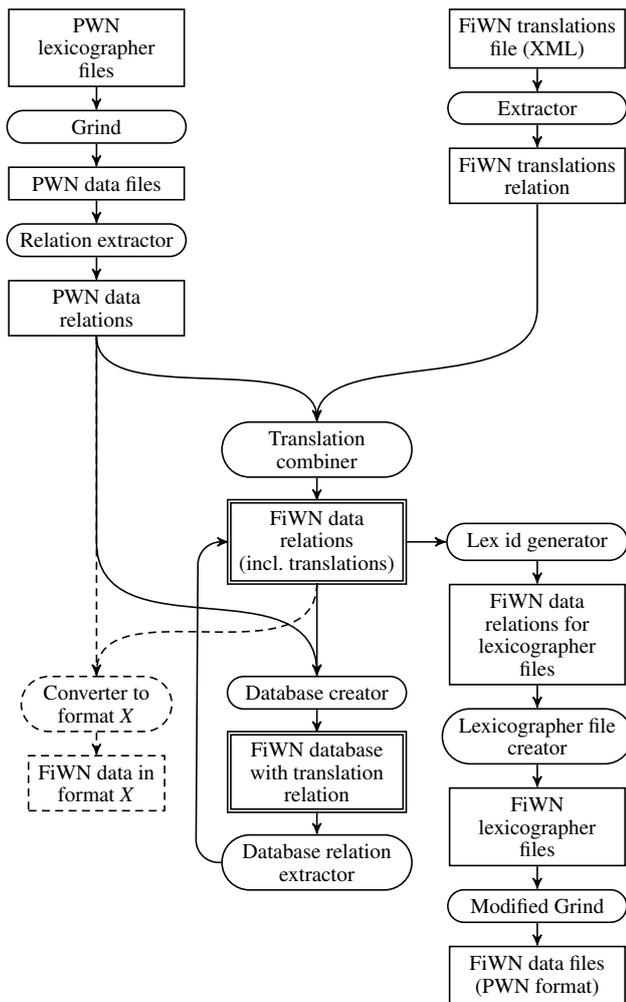 PWN
lexicographer
files
Grind
PWN data files
Relation extractor
PWN data
relations
FiWN translations
file (XML)
Extractor
FiWN translations
relation
Translation
combiner
FiWN data
relations
(incl. translations)
Lex id generator
FiWN data
relations for
lexicographer
files
Converter to
format X
FiWN data in
format X
Database creator
FiWN database
with translation
relation
Database relation
extractor
Lexicographer file
creator
FiWN
lexicographer
files
Modified Grind
FiWN data files
(PWN format)